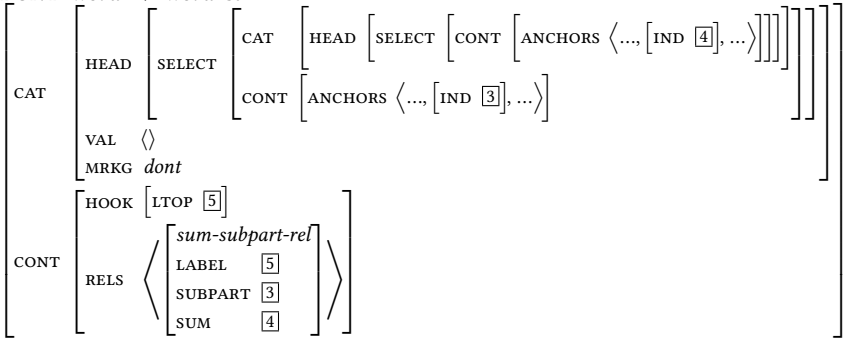 CAT [HEAD [SELECT [CAT [HEAD [SELECT [CONT [ANCHORS ⟨…, [IND 4], …⟩]]]]
CONT [ANCHORS ⟨…, [IND 3], …⟩]]]
VAL ⟨⟩
MRKG dont]
CONT [HOOK [LTOP 5]
RELS ⟨[sum-subpart-rel
LABEL 5
SUBPART 3
SUM 4]⟩]